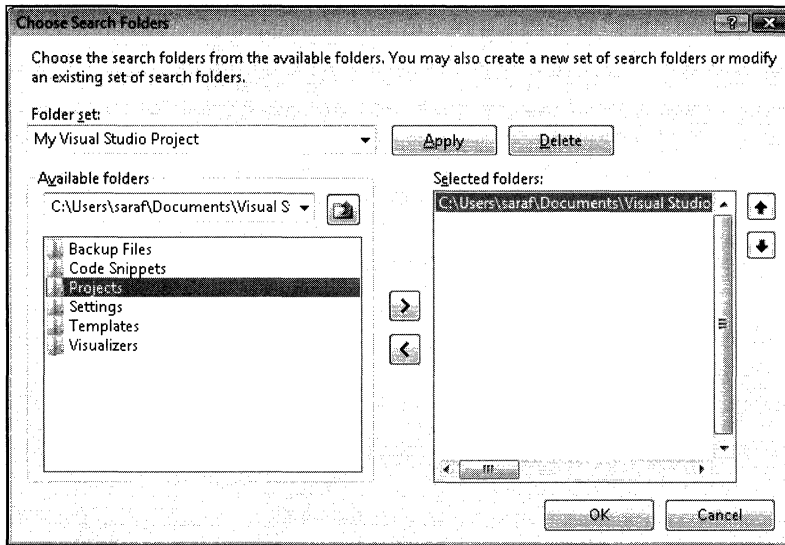 Choose Search Folders
Choose the search folders from the available folders. You may also create a new set of search folders or modify
an existing set of search folders.
Folder set:
My Visual Studio Project
Apply
Delete
Available folders
C:\Users\saraf\Documents\Visual S
Backup Files
Code Snippets
Projects
Settings
Templates
Visualizers
>
<
Selected folders:
C:\Users\saraf\Documents\Visual Studio
OK
Cancel